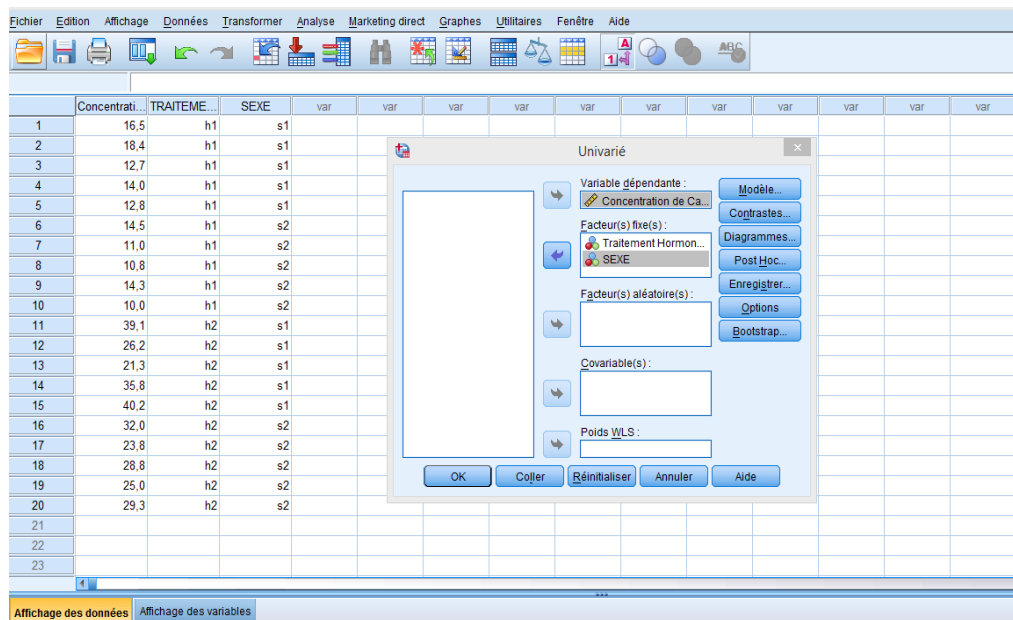 Fichier Edition Affichage Données Transformer Analyse Marketing direct Graphes Utilitaires Fenêtre Aide
A
1
ABC
Concentrati... TRAITEME... SEXE var var var var var var var var var var var
1 16,5 h1 s1
2 18,4 h1 s1
3 12,7 h1 s1
4 14,0 h1 s1
5 12,8 h1 s1
6 14,5 h1 s2
7 11,0 h1 s2
8 10,8 h1 s2
9 14,3 h1 s2
10 10,0 h1 s2
11 39,1 h2 s1
12 26,2 h2 s1
13 21,3 h2 s1
14 35,8 h2 s1
15 40,2 h2 s1
16 32,0 h2 s2
17 23,8 h2 s2
18 28,8 h2 s2
19 25,0 h2 s2
20 29,3 h2 s2
21
22
23
Univarié
Variable dépendante :
Concentration de Ca...
Facteur(s) fixe(s) :
Traitement Hormon...
SEXE
Facteur(s) aléatoire(s) :
Covariable(s) :
Poids WLS :
Modèle...
Contrastes...
Diagrammes...
Post Hoc...
Enregistrer...
Options
Bootstrap...
OK Coller Réinitialiser Annuler Aide
Affichage des données Affichage des variables